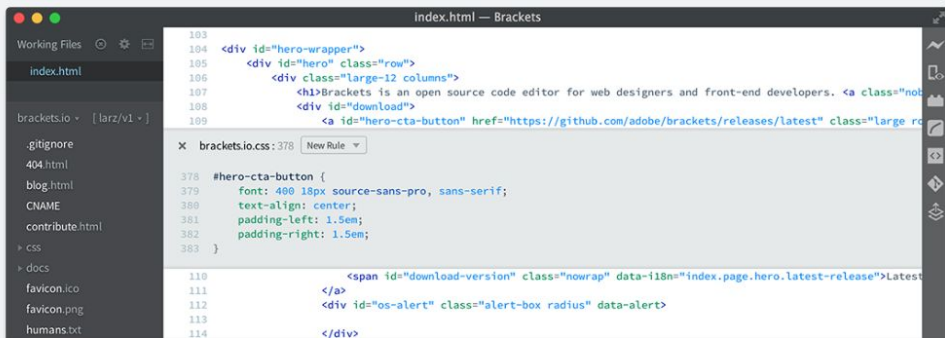 index.html — Brackets
Working Files
index.html
brackets.io [ larz/v1 ]
.gitignore
404.html
blog.html
CNAME
contribute.html
css
docs
favicon.ico
favicon.png
humans.txt
103
104 <div id="hero-wrapper">
105 <div id="hero" class="row">
106 <div class="large-12 columns">
107 <h1>Brackets is an open source code editor for web designers and front-end developers. <a class="nob
108 <div id="download">
109 <a id="hero-cta-button" href="https://github.com/adobe/brackets/releases/latest" class="large ro
× brackets.io.css : 378 New Rule
378 #hero-cta-button {
379 font: 400 18px source-sans-pro, sans-serif;
380 text-align: center;
381 padding-left: 1.5em;
382 padding-right: 1.5em;
383 }
110 <span id="download-version" class="nowrap" data-i18n="index.page.hero.latest-release">Latest
111 </a>
112 <div id="os-alert" class="alert-box radius" data-alert>
113
114 </div>